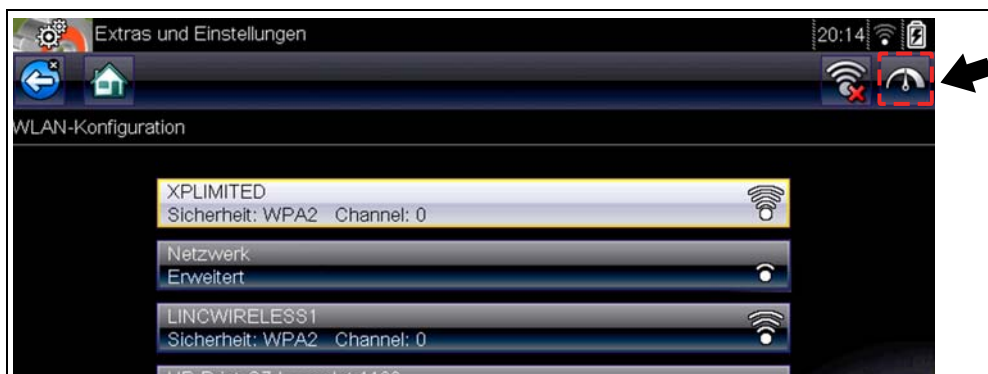 Extras und Einstellungen
20:14
WLAN-Konfiguration
XPLIMITED
Sicherheit: WPA2 Channel: 0
Netzwerk
Erweitert
LINCWIRELESS1
Sicherheit: WPA2 Channel: 0